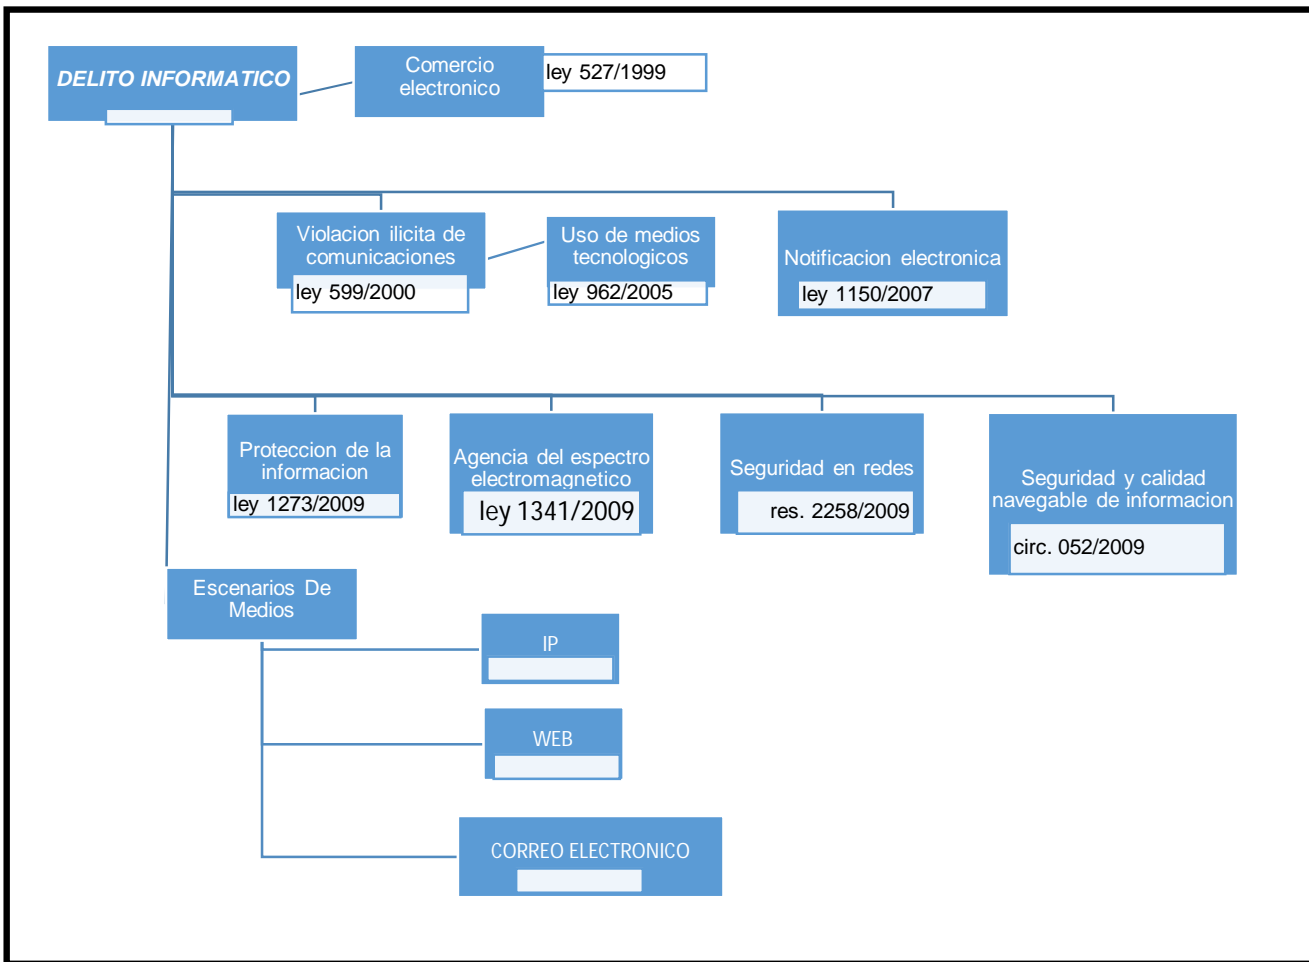 DELITO INFORMATICO
Comercio
electronico
ley 527/1999
Violacion ilicita de
comunicaciones
ley 599/2000
Uso de medios
tecnologicos
ley 962/2005
Notificacion electronica
ley 1150/2007
Proteccion de la
informacion
ley 1273/2009
Agencia del espectro
electromagnetico
ley 1341/2009
Seguridad en redes
res. 2258/2009
Seguridad y calidad
navegable de informacion
circ. 052/2009
Escenarios De
Medios
IP
WEB
CORREO ELECTRONICO